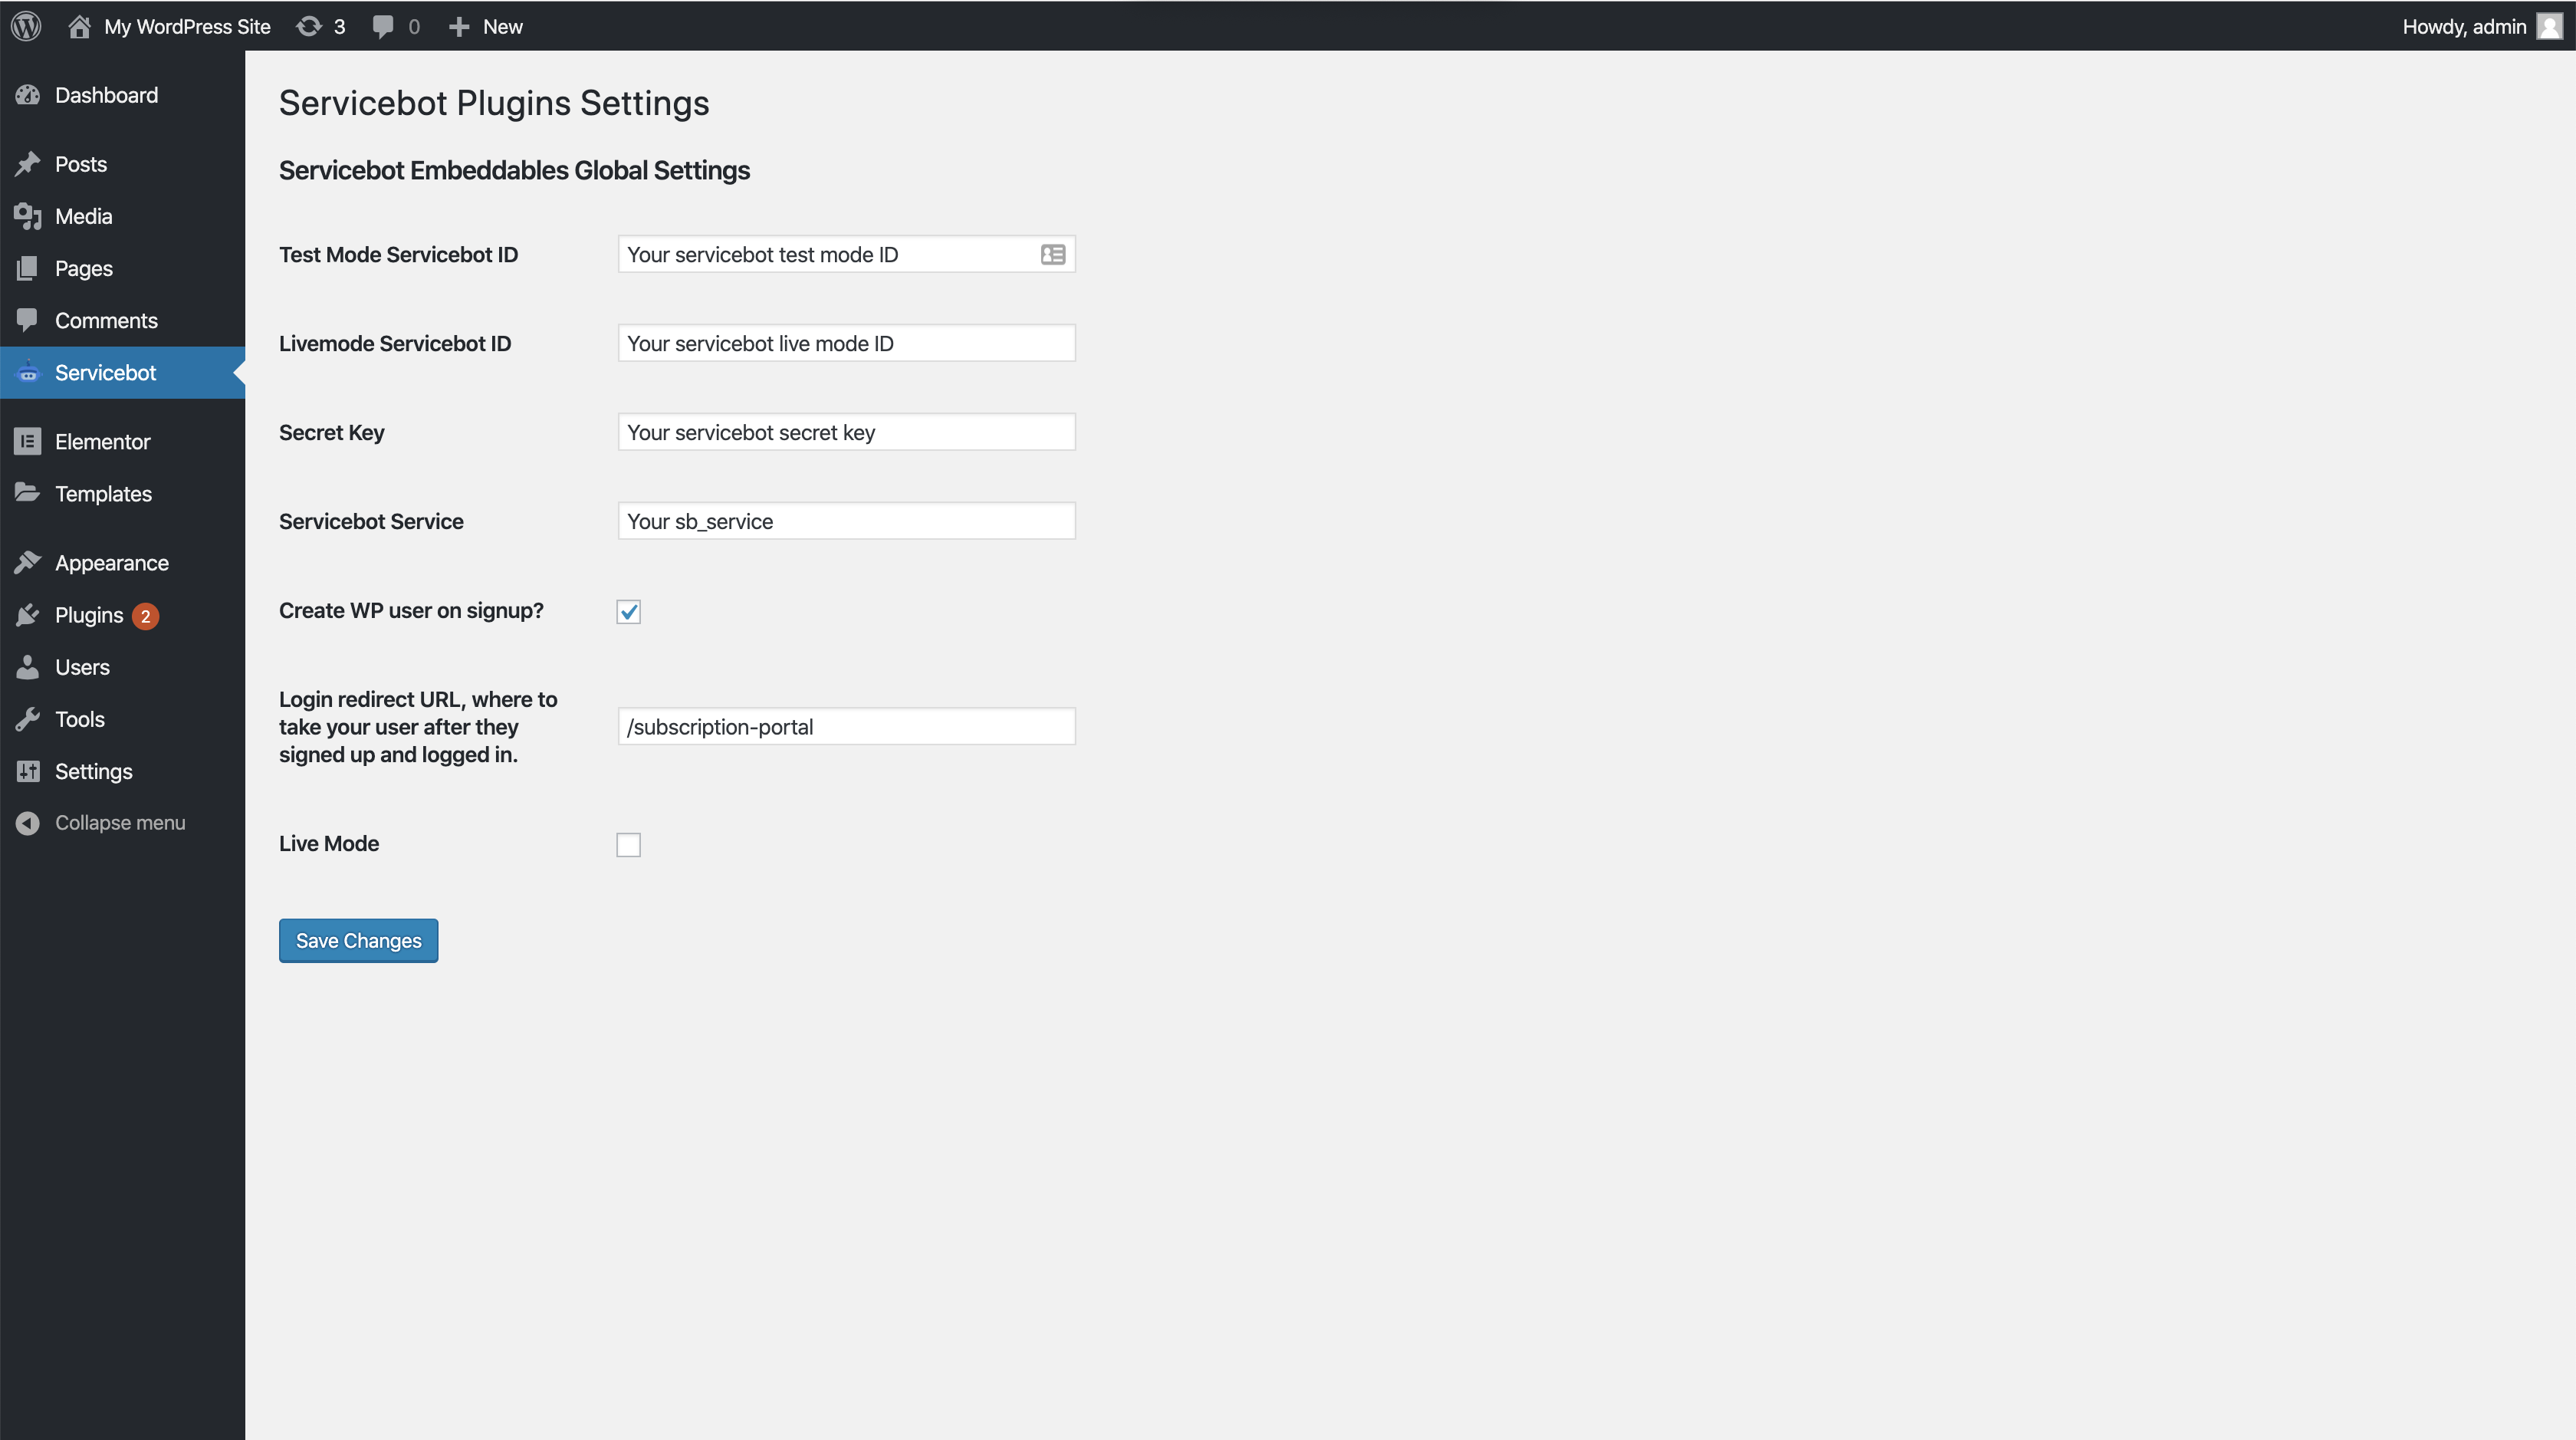 My WordPress Site 3 0 New Howdy, admin
Dashboard
Posts
Media
Pages
Comments
Servicebot
Elementor
Templates
Appearance
Plugins 2
Users
Tools
Settings
Collapse menu
Servicebot Plugins Settings
Servicebot Embeddables Global Settings
Test Mode Servicebot ID Your servicebot test mode ID
Livemode Servicebot ID Your servicebot live mode ID
Secret Key Your servicebot secret key
Servicebot Service Your sb_service
Create WP user on signup?
Login redirect URL, where to
take your user after they
signed up and logged in.
/subscription-portal
Live Mode
Save Changes